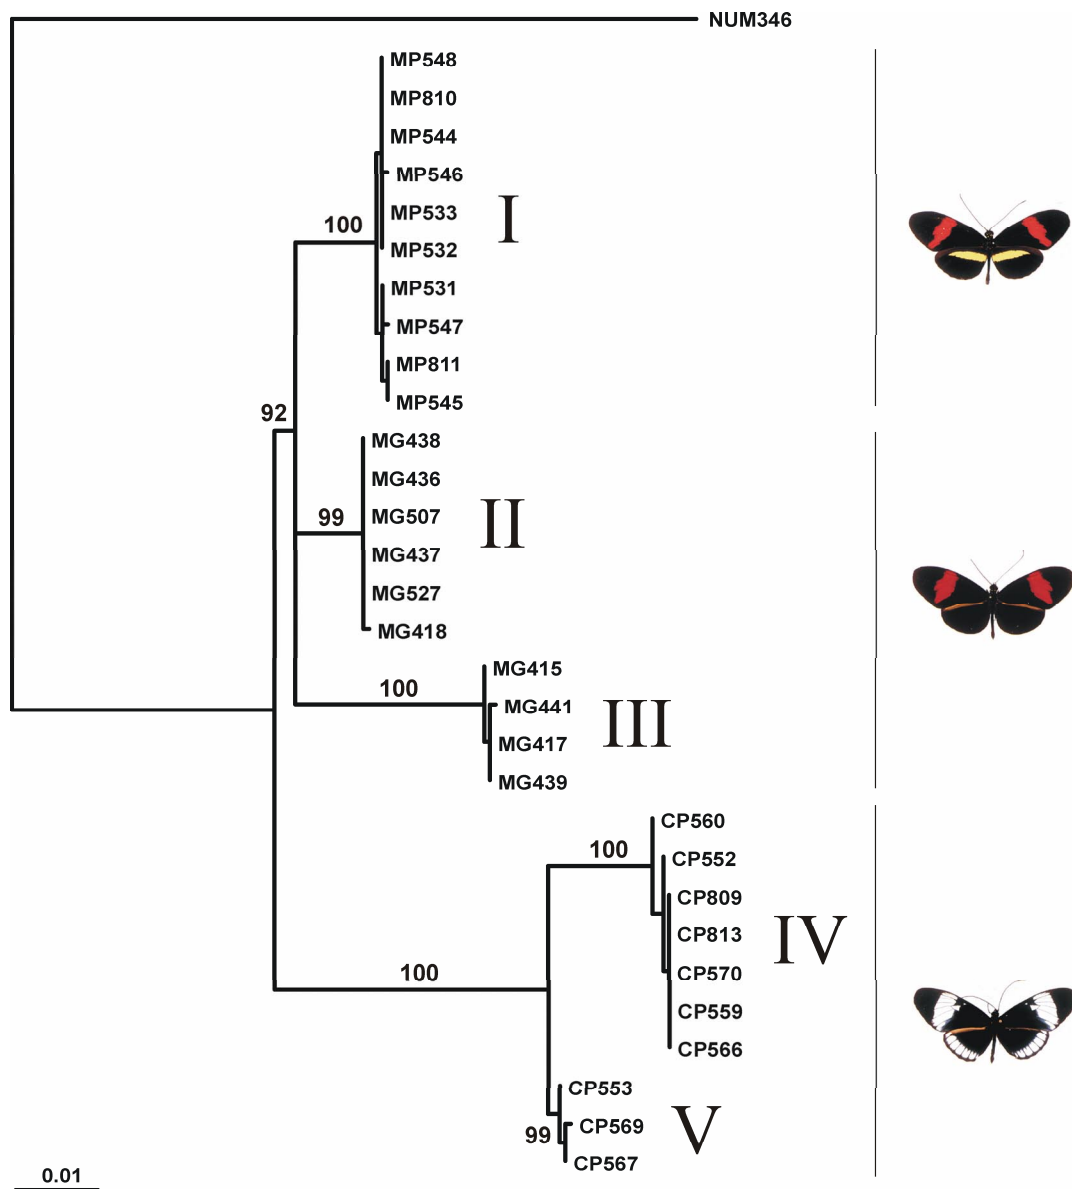 NUM346
MP548
MP810
MP544
MP546
MP533
I
100
MP532
MP531
MP547
MP811
MP545
92
MG438
MG436
MG507
II
99
MG437
MG527
MG418
MG415
100
MG441
III
MG417
MG439
CP560
100
CP552
CP809
CP813
IV
CP570
100
CP559
CP566
CP553
CP569
V
99
CP567
0.01